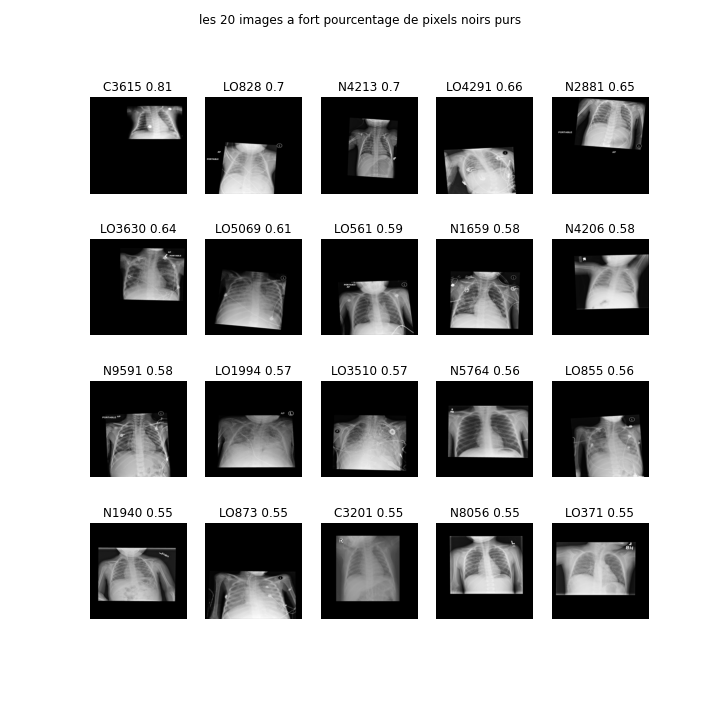 les 20 images a fort pourcentage de pixels noirs purs
C3615 0.81 LO828 0.7 N4213 0.7 LO4291 0.66 N2881 0.65
LO3630 0.64 LO5069 0.61 LO561 0.59 N1659 0.58 N4206 0.58
N9591 0.58 LO1994 0.57 LO3510 0.57 N5764 0.56 LO855 0.56
N1940 0.55 LO873 0.55 C3201 0.55 N8056 0.55 LO371 0.55